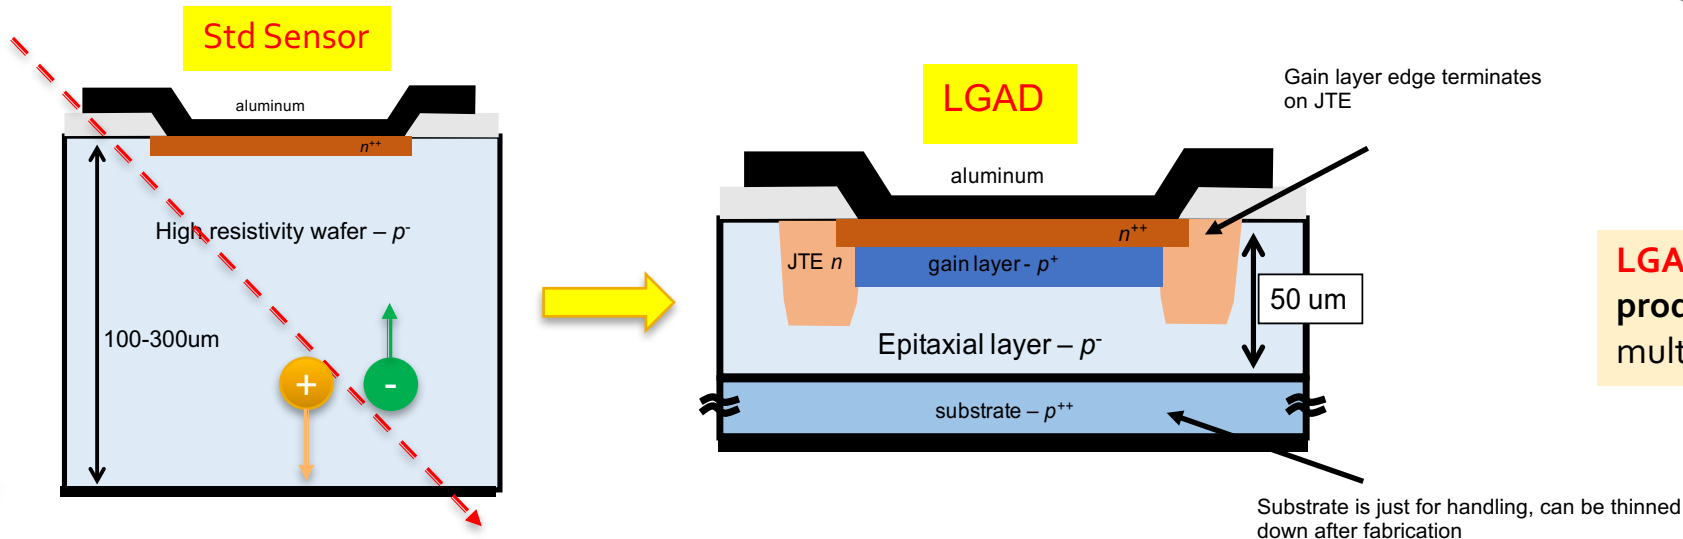 Std Sensor
aluminum
n++
High resistivity wafer – p-
100-300um
+
-
LGAD
Gain layer edge terminates
on JTE
aluminum
n++
JTE n
gain layer - p+
50 um
Epitaxial layer – p-
substrate – p++
Substrate is just for handling, can be thinned
down after fabrication